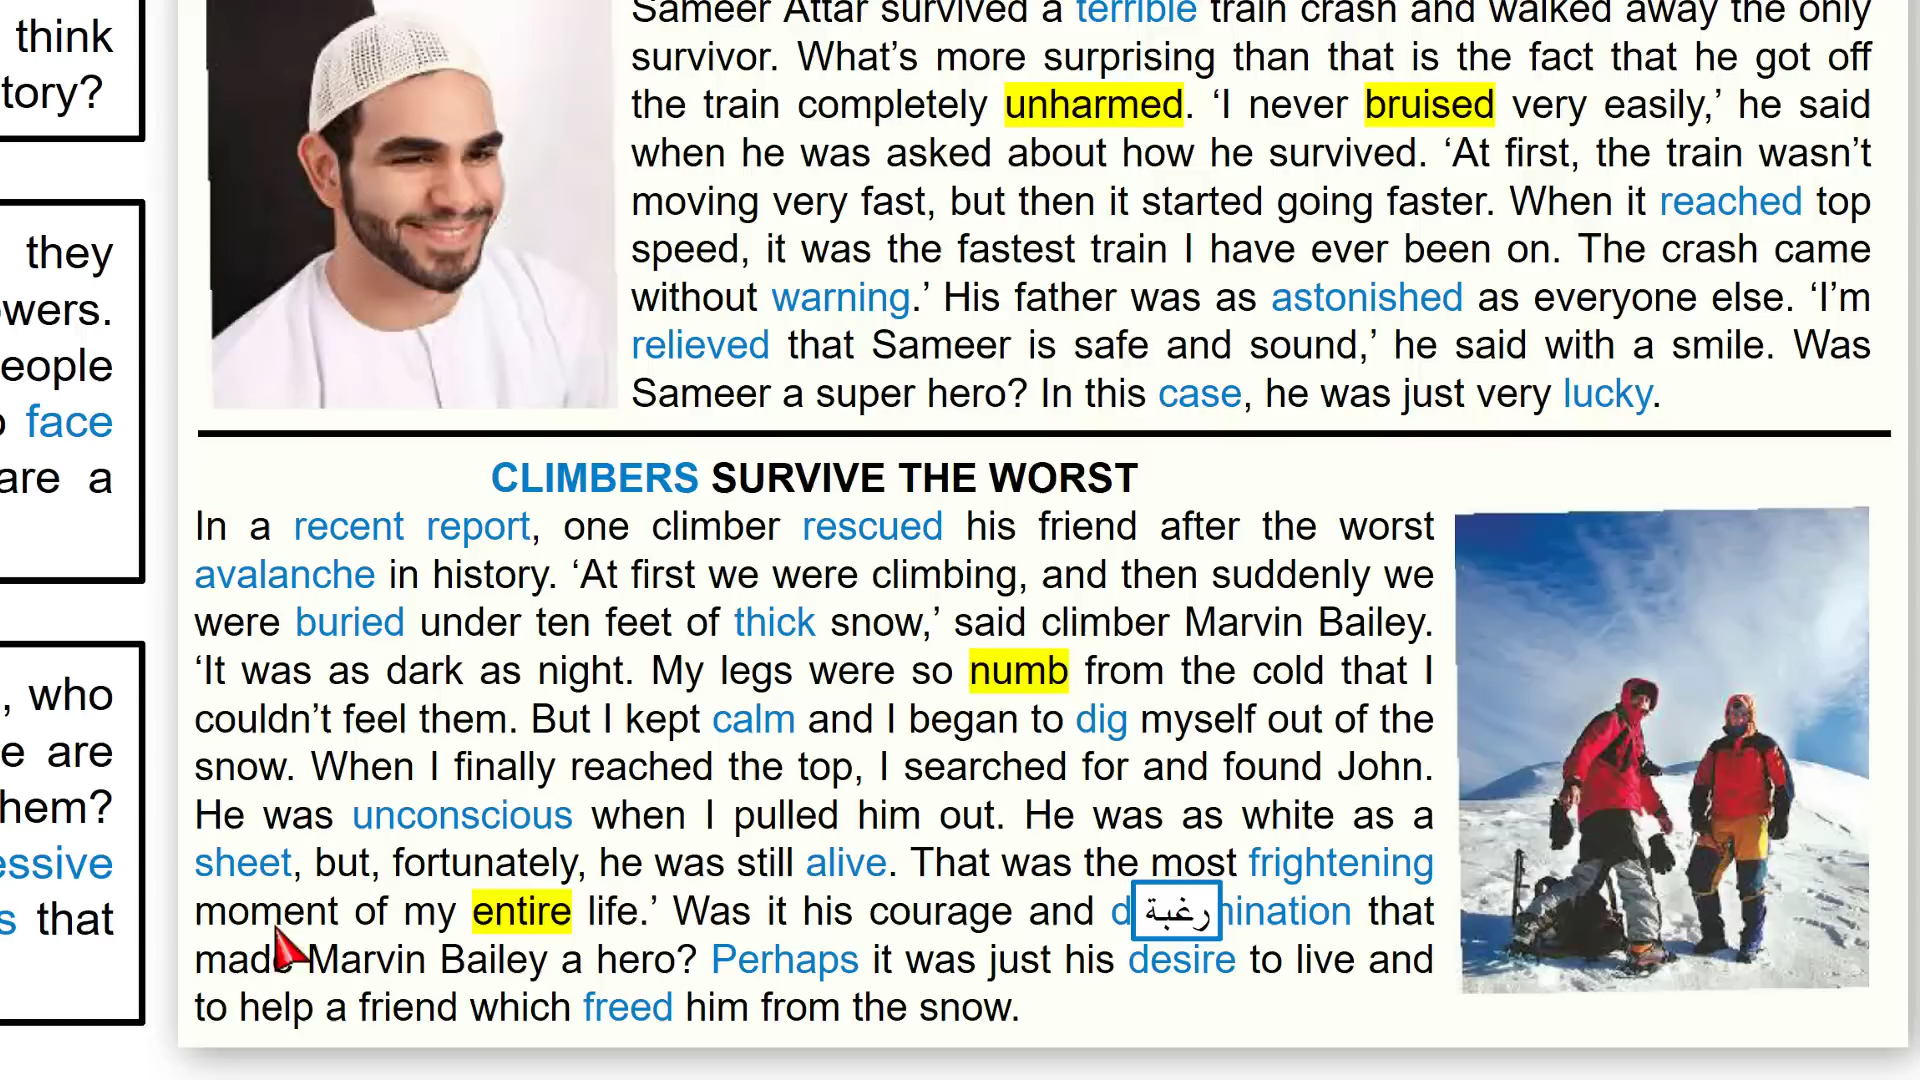 think
tory?
they
wers.
eople
face
are a
, who
e are
hem?
essive
s that
Sameer Attar survived a terrible train crash and walked away the only
survivor. What’s more surprising than that is the fact that he got off
the train completely unharmed. ‘I never bruised very easily,’ he said
when he was asked about how he survived. ‘At first, the train wasn’t
moving very fast, but then it started going faster. When it reached top
speed, it was the fastest train I have ever been on. The crash came
without warning.’ His father was as astonished as everyone else. ‘I’m
relieved that Sameer is safe and sound,’ he said with a smile. Was
Sameer a super hero? In this case, he was just very lucky.
CLIMBERS SURVIVE THE WORST
In a recent report, one climber rescued his friend after the worst
avalanche in history. ‘At first we were climbing, and then suddenly we
were buried under ten feet of thick snow,’ said climber Marvin Bailey.
‘It was as dark as night. My legs were so numb from the cold that I
couldn’t feel them. But I kept calm and I began to dig myself out of the
snow. When I finally reached the top, I searched for and found John.
He was unconscious when I pulled him out. He was as white as a
sheet, but, fortunately, he was still alive. That was the most frightening
moment of my entire life.’ Was it his courage and d رغبة mination that
made Marvin Bailey a hero? Perhaps it was just his desire to live and
to help a friend which freed him from the snow.